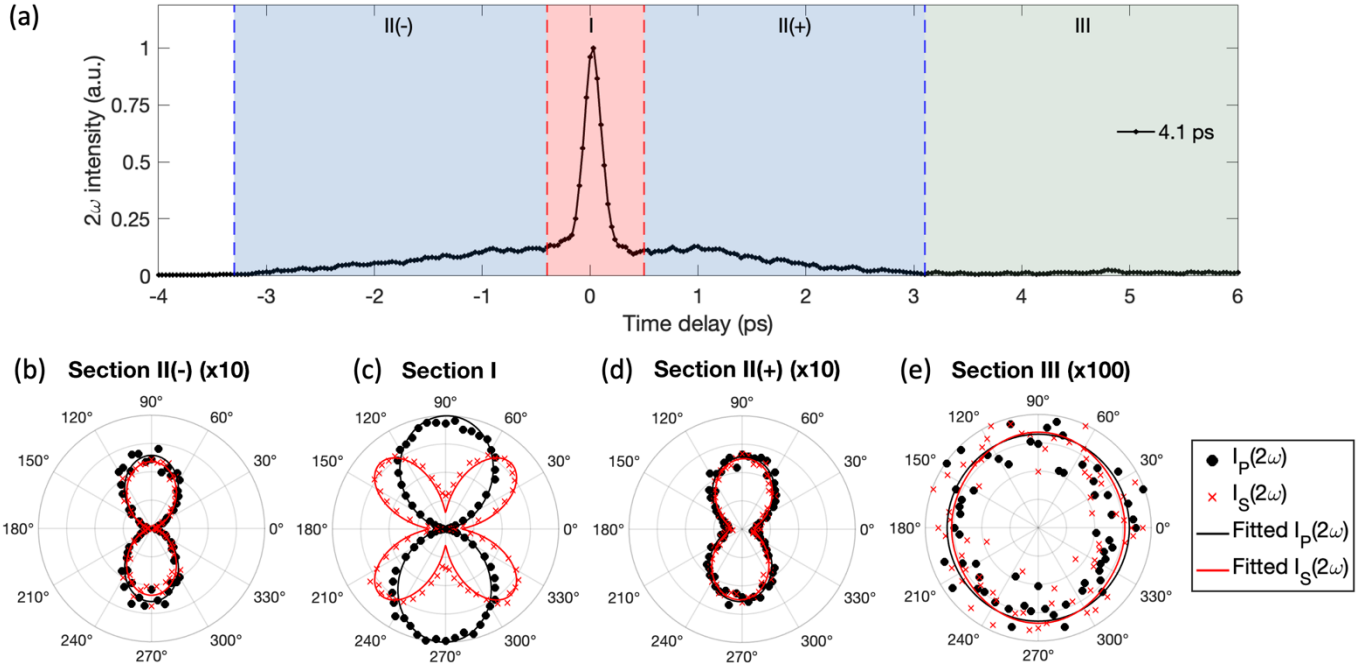 (a)
II(-) I II(+) III
1
0.75
0.5
0.25
0
2ω intensity (a.u.)
4.1 ps
-4 -3 -2 -1 0 1 2 3 4 5 6
Time delay (ps)
(b) Section II(-) (x10)
90°
120° 60°
150° 30°
180° 0°
210° 330°
240° 300°
270°
(c) Section I
90°
120° 60°
150° 30°
180° 0°
210° 330°
240° 300°
270°
(d) Section II(+) (x10)
90°
120° 60°
150° 30°
180° 0°
210° 330°
240° 300°
270°
(e) Section III (x100)
90°
120° 60°
150° 30°
180° 0°
210° 330°
240° 300°
270°
I_P(2ω)
I_S(2ω)
Fitted I_P(2ω)
Fitted I_S(2ω)